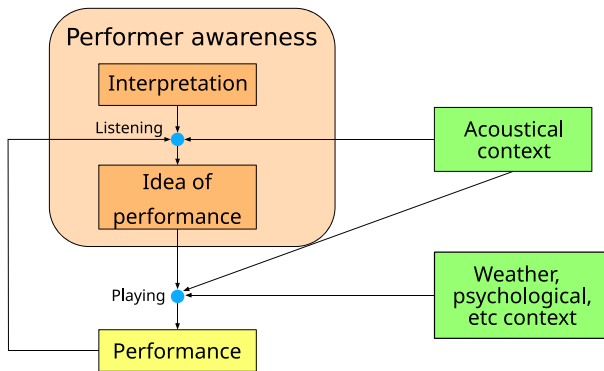 Performer awareness
Interpretation
Listening
Acoustical
context
Idea of
performance
Weather,
psychological,
etc context
Playing
Performance